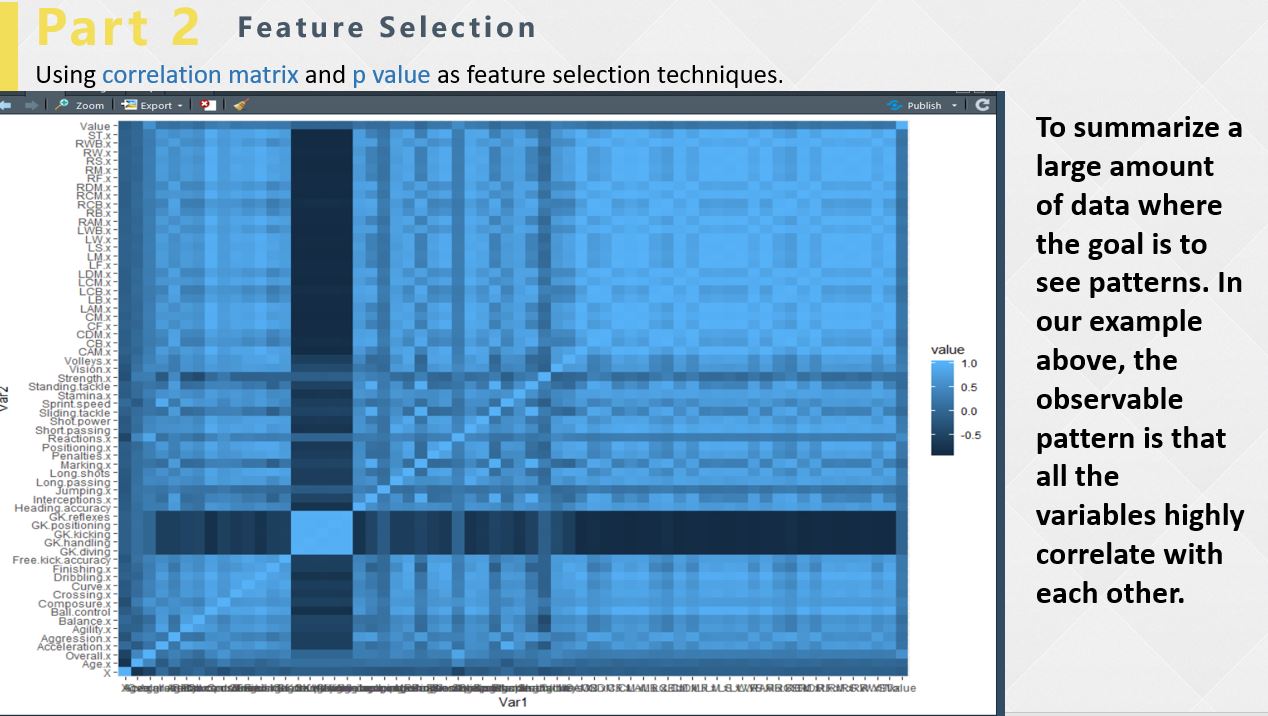 Part 2 Feature Selection
Using correlation matrix and p value as feature selection techniques.
Zoom Export Publish
Value
ST.x
RWB.x
RW.x
RS.x
RM.x
RF.x
RDM.x
RCM.x
RCB.x
RB.x
RAM.x
LWB.x
LW.x
LS.x
LM.x
LF.x
LDM.x
LCM.x
LCB.x
LB.x
LAM.x
CM.x
CF.x
CDM.x
CB.x
CAM.x
Volleys.x
Vision.x
Strength.x
Standing.tackle
Stamina.x
Sprint.speed
Sliding.tackle
Shot.power
Short.passing
Reactions.x
Positioning.x
Penalties.x
Marking.x
Long.shots
Long.passing
Jumping.x
Interceptions.x
Heading.accuracy
GK.reflexes
GK.positioning
GK.kicking
GK.handling
GK.diving
Free.kick.accuracy
Finishing.x
Dribbling.x
Curve.x
Crossing.x
Composure.x
Ball.control
Balance.x
Agility.x
Aggression.x
Acceleration.x
Overall.x
Age.x
X
Var2
Var1
value
1.0
0.5
0.0
-0.5
To summarize a
large amount
of data where
the goal is to
see patterns. In
our example
above, the
observable
pattern is that
all the
variables highly
correlate with
each other.